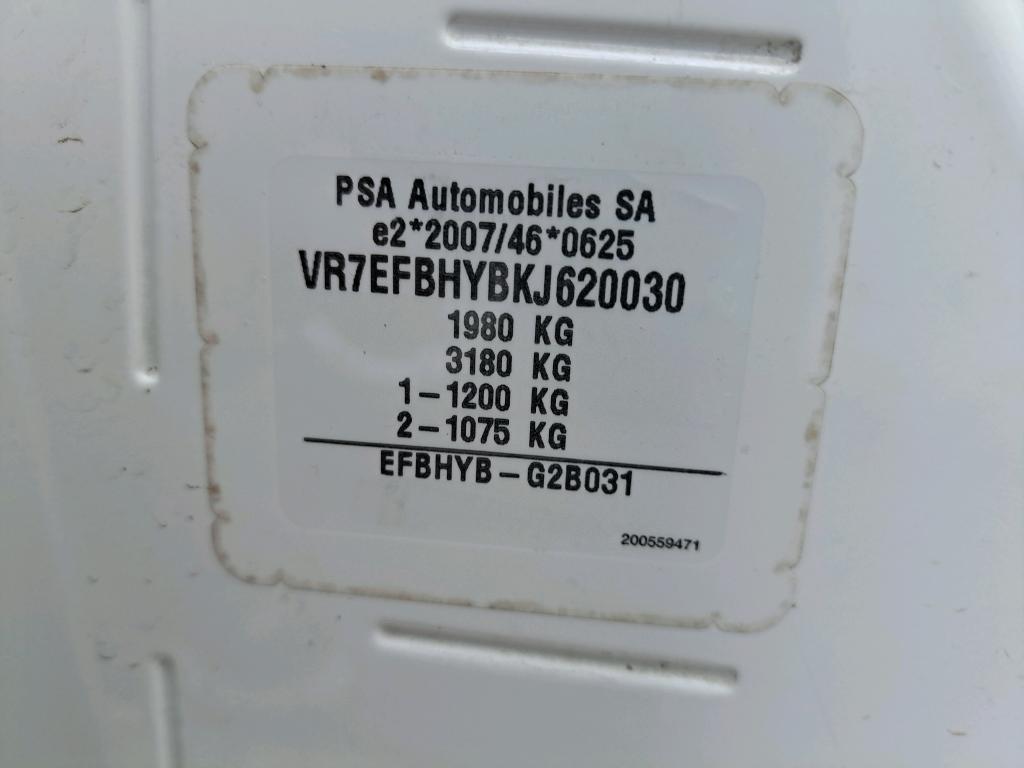 PSA Automobiles SA
e2*2007/46*0625
VR7EFBHYBKJ620030
1980 KG
3180 KG
1-1200 KG
2-1075 KG
EFBHYB-G2B031
200559471